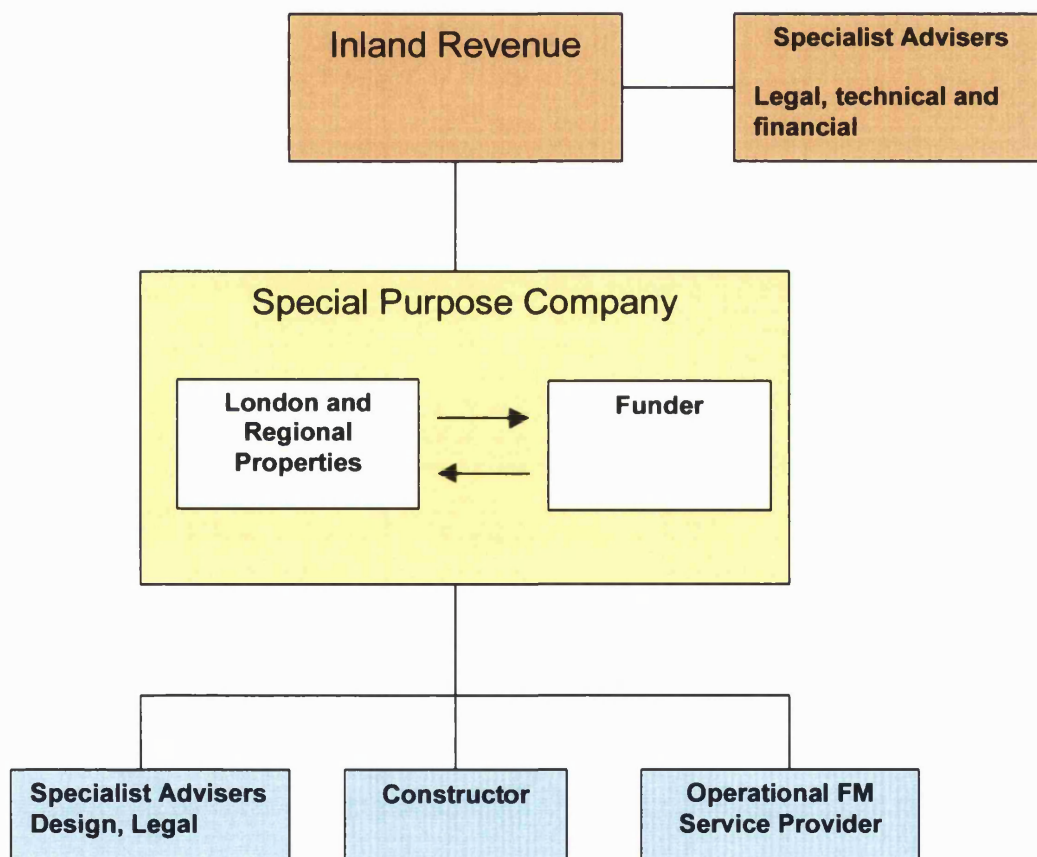 Inland Revenue
Specialist Advisers
Legal, technical and
financial
Special Purpose Company
London and
Regional
Properties
Funder
Specialist Advisers
Design, Legal
Constructor
Operational FM
Service Provider